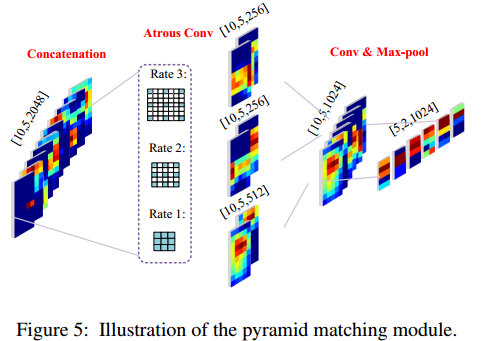 Concatenation
Atrous Conv
Conv & Max-pool
[10,5,2048]
Rate 3:
Rate 2:
Rate 1:
[10,5,256]
[10,5,256]
[10,5,512]
[10,5,1024]
[5,2,1024]
Figure 5: Illustration of the pyramid matching module.